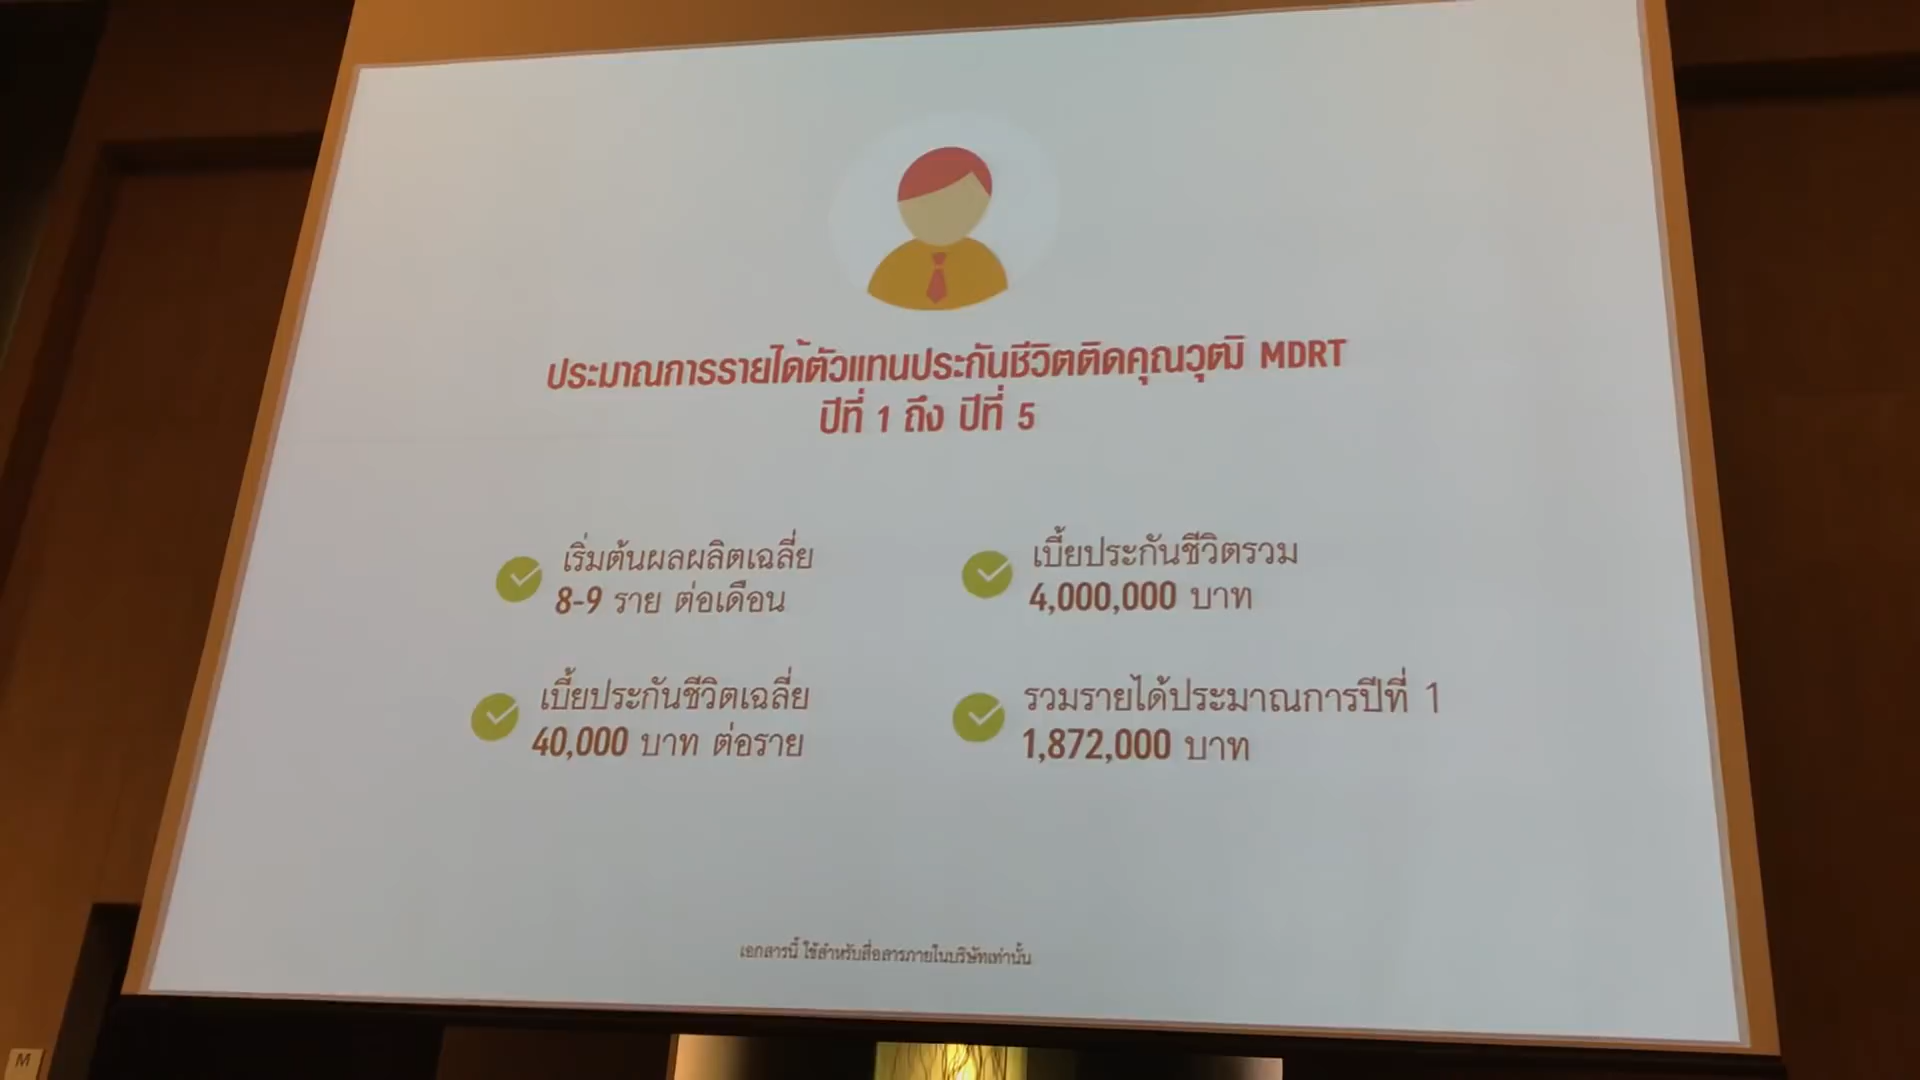 ประมาณการรายได้ตัวแทนประกันชีวิตติดคุณวุฒิ MDRT
ปีที่ 1 ถึง ปีที่ 5
เริ่มต้นผลผลิตเฉลี่ย
8-9 ราย ต่อเดือน
เบี้ยประกันชีวิตรวม
4,000,000 บาท
เบี้ยประกันชีวิตเฉลี่ย
40,000 บาท ต่อราย
รวมรายได้ประมาณการปีที่ 1
1,872,000 บาท
เอกสารนี้ ใช้สำหรับสื่อสารภายในบริษัทเท่านั้น
M